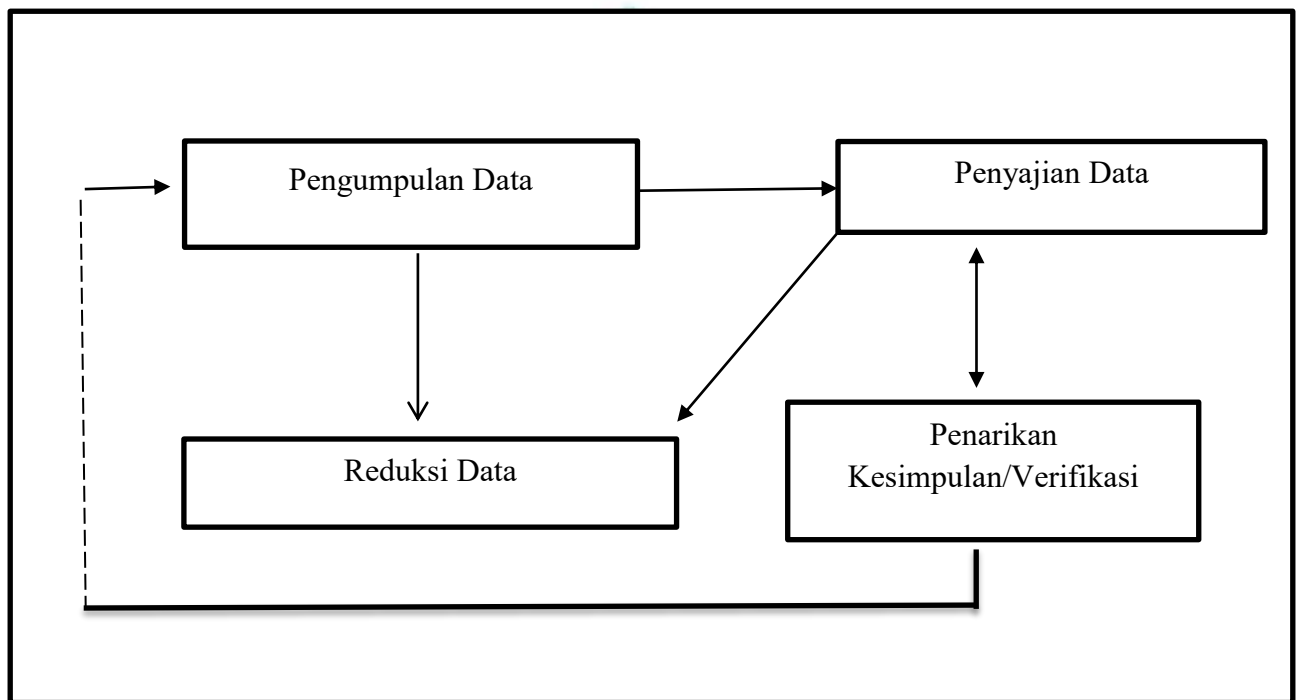 Pengumpulan Data
Penyajian Data
Reduksi Data
Penarikan
Kesimpulan/Verifikasi